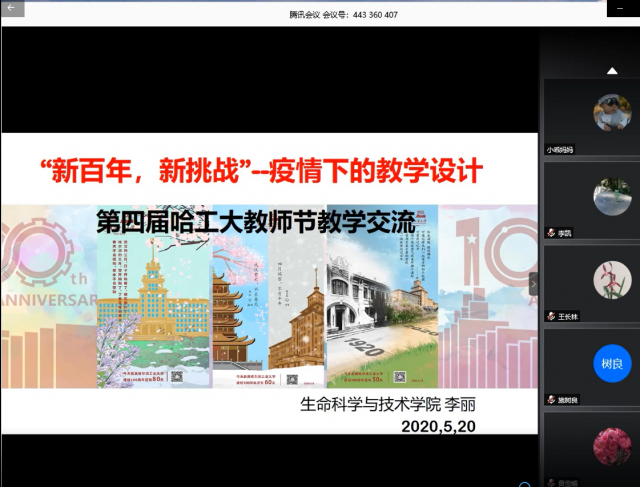 腾讯会议 会议号：443 360 407
“新百年，新挑战”--疫情下的教学设计
第四届哈工大教师节教学交流
th
ANNIVERSAR
10
A
1920
生命科学与技术学院 李丽
2020,5,20
小嘟妈妈
李凯
王长林
树良
施树良